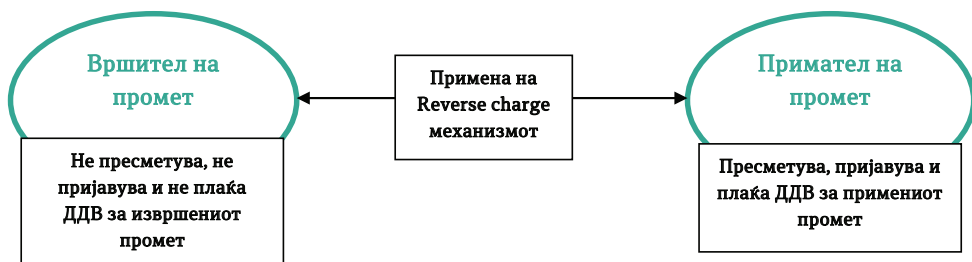 Вршител на
промет
Не пресметува, не
пријавува и не плаќа
ДДВ за извршениот
промет
Примена на
Reverse charge
механизмот
Примател на
промет
Пресметува, пријавува и
плаќа ДДВ за примениот
промет